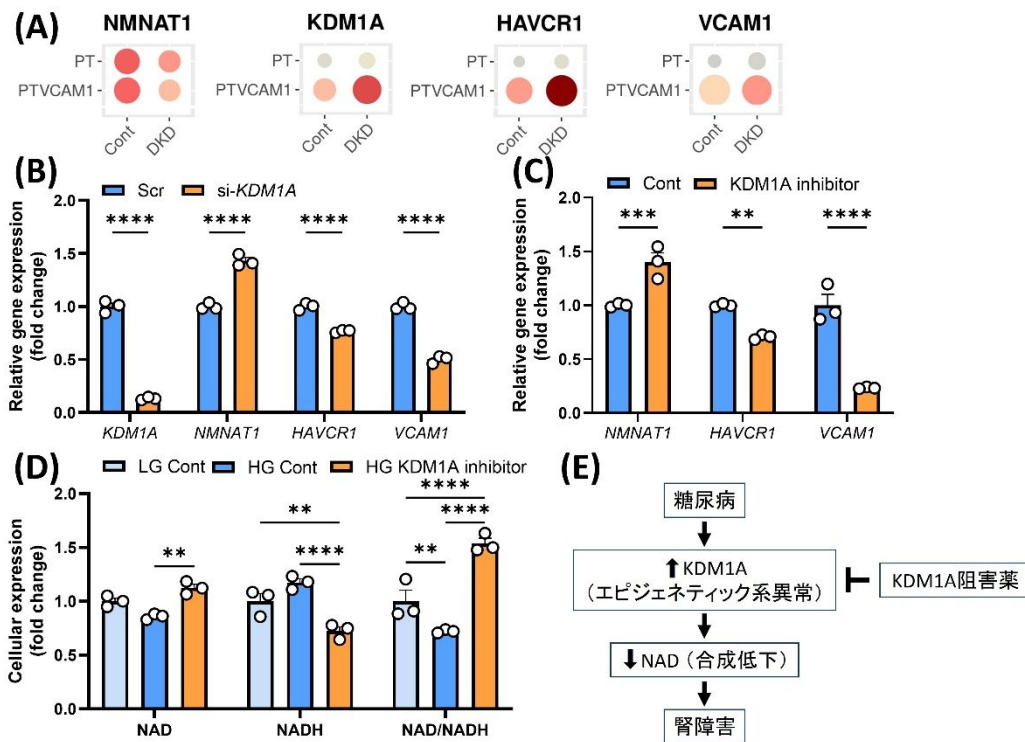 (A)
NMNAT1
PT
PTVCAM1
Cont
DKD
KDM1A
PT
PTVCAM1
Cont
DKD
HAVCR1
PT
PTVCAM1
Cont
DKD
VCAM1
PT
PTVCAM1
Cont
DKD
(B)
Scr
si-KDM1A
Relative gene expression
(fold change)
2.0
1.5
1.0
0.5
0.0
****
****
****
****
KDM1A
NMNAT1
HAVCR1
VCAM1
(C)
Cont
KDM1A inhibitor
Relative gene expression
(fold change)
2.0
1.5
1.0
0.5
0.0
***
**
****
NMNAT1
HAVCR1
VCAM1
(D)
LG Cont
HG Cont
HG KDM1A inhibitor
Cellular expression
(fold change)
2.0
1.5
1.0
0.5
0.0
**
**
****
****
**
****
NAD
NADH
NAD/NADH
(E)
糖尿病
⬆KDM1A
(エピジェネティック系異常)
KDM1A阻害薬
⬇NAD (合成低下)
腎障害